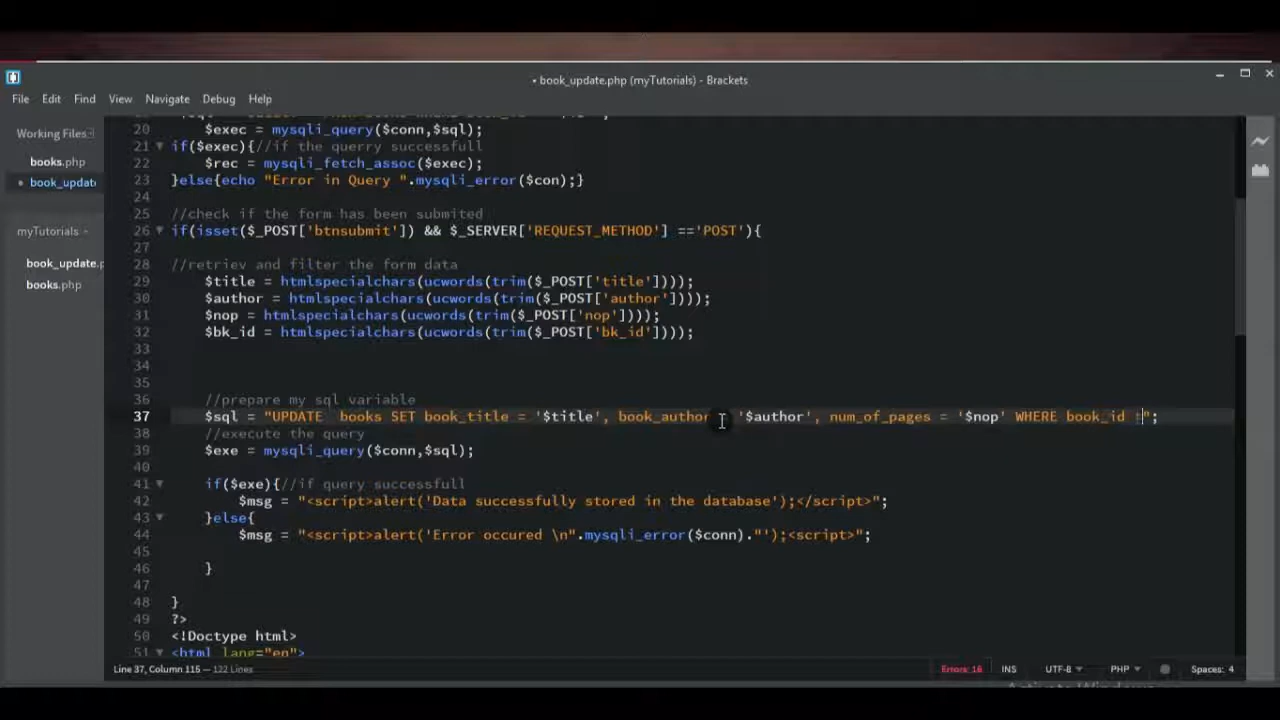 • book_update.php (myTutorials) - Brackets
File Edit Find View Navigate Debug Help
Working Files
books.php
• book_updat
myTutorials
book_update.p
books.php
20 $exec = mysqli_query($conn,$sql);
21 if($exec){//if the querry successfull
22 $rec = mysqli_fetch_assoc($exec);
23 }else{echo "Error in Query ".mysqli_error($con);}
24
25 //check if the form has been submited
26 if(isset($_POST['btnsubmit']) && $_SERVER['REQUEST_METHOD'] =='POST'){
27
28 //retriev and filter the form data
29 $title = htmlspecialchars(ucwords(trim($_POST['title'])));
30 $author = htmlspecialchars(ucwords(trim($_POST['author'])));
31 $nop = htmlspecialchars(ucwords(trim($_POST['nop'])));
32 $bk_id = htmlspecialchars(ucwords(trim($_POST['bk_id'])));
33
34
35
36 //prepare my sql variable
37 $sql = "UPDATE  books SET book_title = '$title', book_author '$author', num_of_pages = '$nop' WHERE book_id ";
38 //execute the query
39 $exe = mysqli_query($conn,$sql);
40
41 if($exe){//if query successfull
42 $msg = "<script>alert('Data successfully stored in the database');</script>";
43 }else{
44 $msg = "<script>alert('Error occured \n".mysqli_error($conn)."');<script>";
45
46 }
47
48 }
49 ?>
50 <!Doctype html>
51 <html lang="en">
Line 37, Column 115 — 122 Lines Errors: 16 INS UTF-8 PHP Spaces: 4